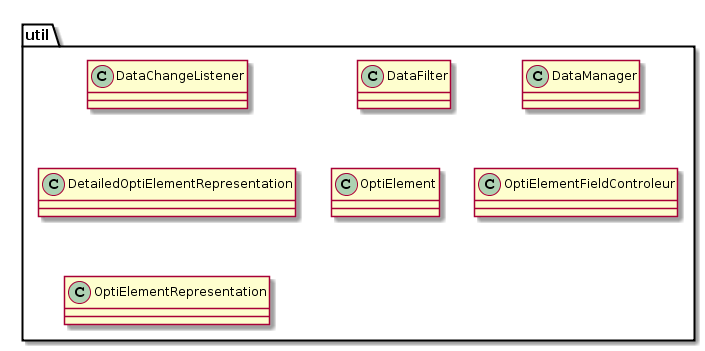 util
C DataChangeListener
C DataFilter
C DataManager
C DetailedOptiElementRepresentation
C OptiElement
C OptiElementFieldControleur
C OptiElementRepresentation